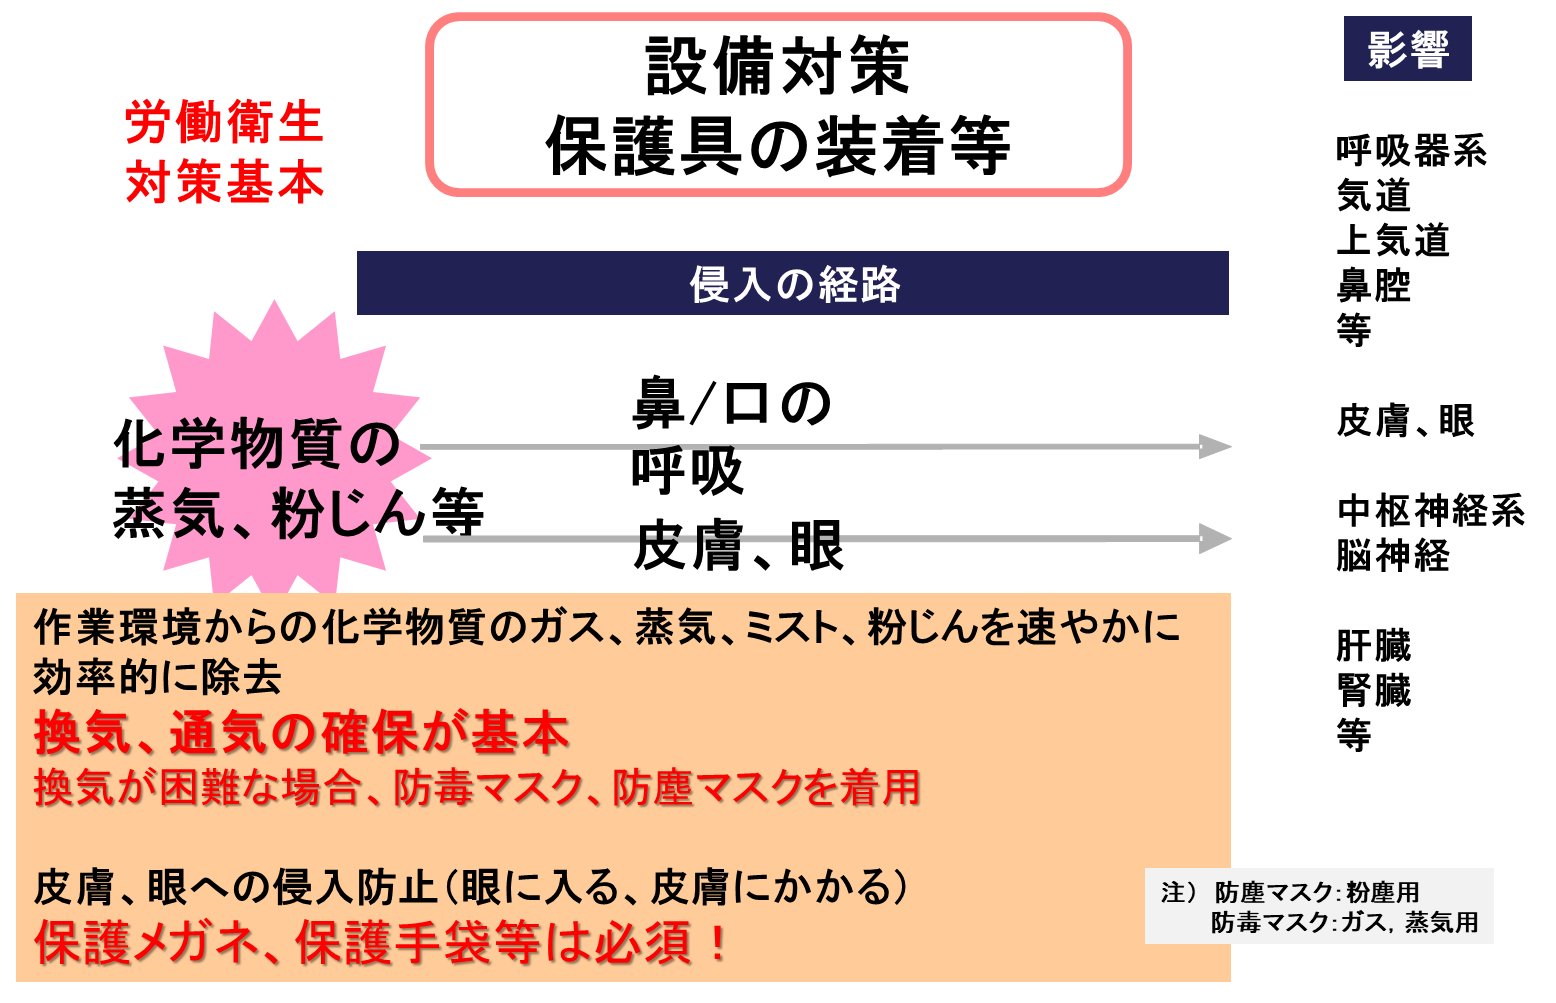 労働衛生
対策基本
設備対策
保護具の装着等
影響
侵入の経路
化学物質の
蒸気、粉じん等
鼻/口の
呼吸
皮膚、眼
呼吸器系
気道
上気道
鼻腔
等
皮膚、眼
中枢神経系
脳神経
肝臓
腎臓
等
作業環境からの化学物質のガス、蒸気、ミスト、粉じんを速やかに
効率的に除去
換気、通気の確保が基本
換気が困難な場合、防毒マスク、防塵マスクを着用
皮膚、眼への侵入防止（眼に入る、皮膚にかかる）
保護メガネ、保護手袋等は必須！
注） 防塵マスク：粉塵用
防毒マスク：ガス，蒸気用